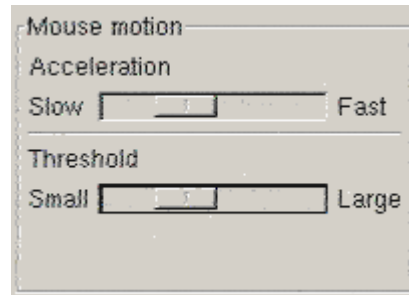 Mouse motion
Acceleration
Slow Fast
Threshold
Small Large